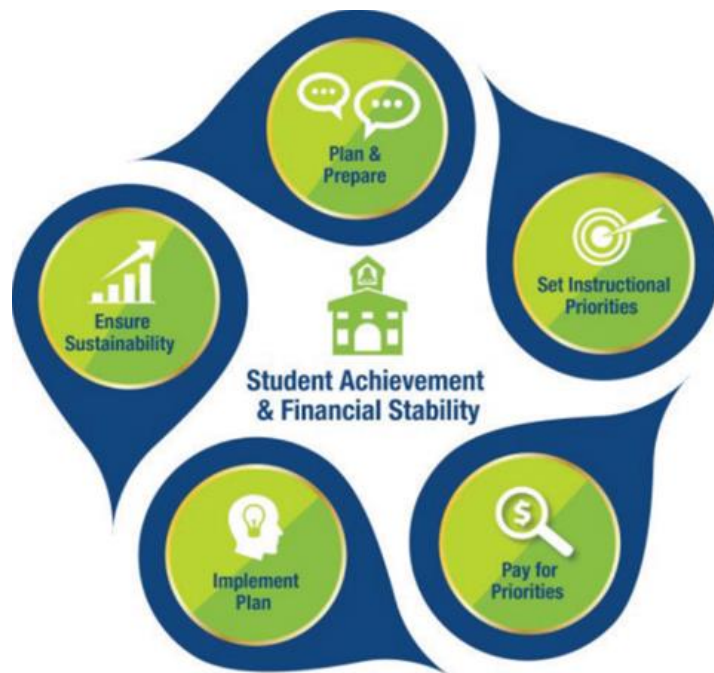 Plan &
Prepare
Set Instructional
Priorities
$
Pay for
Priorities
Implement
Plan
Ensure
Sustainability
Student Achievement
& Financial Stability